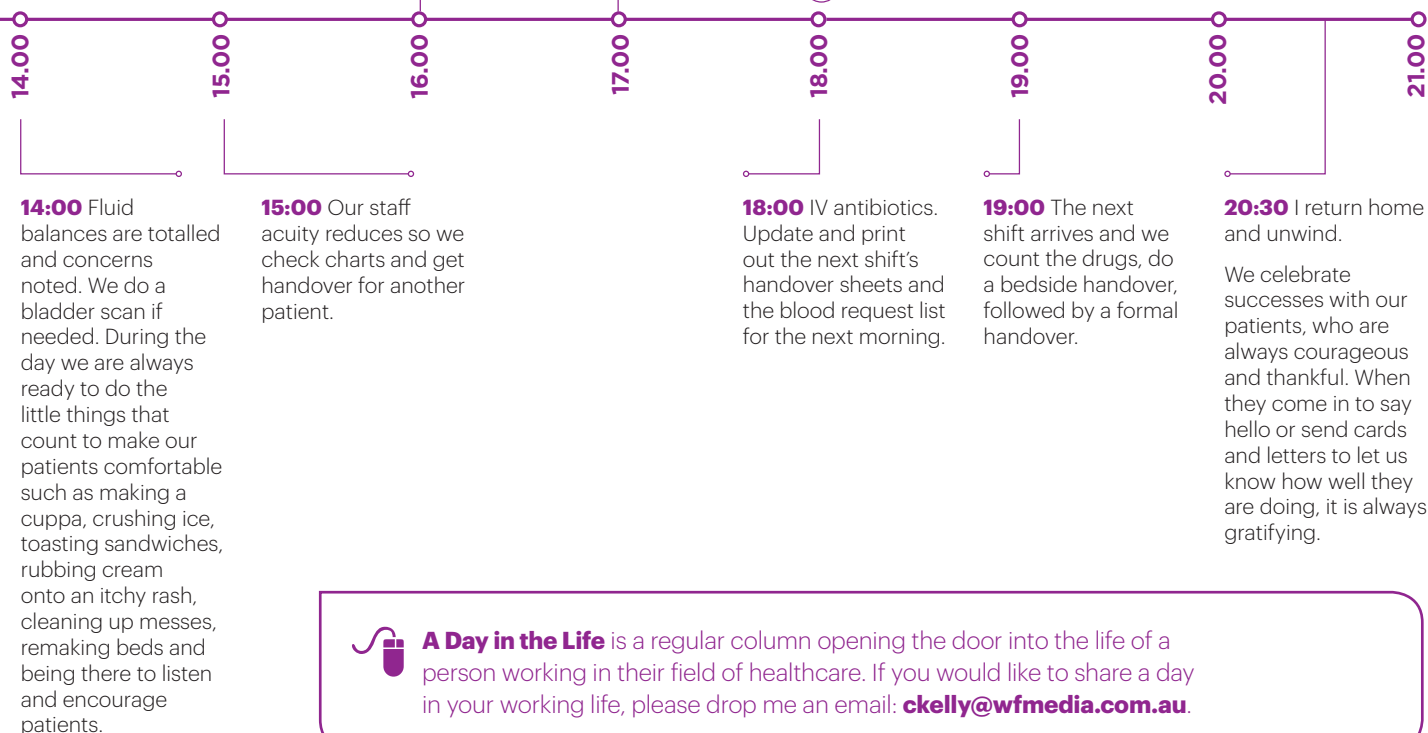 14.00
15.00
16.00
17.00
18.00
19.00
20.00
21.00
14:00 Fluid
balances are totalled
and concerns
noted. We do a
bladder scan if
needed. During the
day we are always
ready to do the
little things that
count to make our
patients comfortable
such as making a
cuppa, crushing ice,
toasting sandwiches,
rubbing cream
onto an itchy rash,
cleaning up messes,
remaking beds and
being there to listen
and encourage
patients.
15:00 Our staff
acuity reduces so we
check charts and get
handover for another
patient.
18:00 IV antibiotics.
Update and print
out the next shift’s
handover sheets and
the blood request list
for the next morning.
19:00 The next
shift arrives and we
count the drugs, do
a bedside handover,
followed by a formal
handover.
20:30 I return home
and unwind.
We celebrate
successes with our
patients, who are
always courageous
and thankful. When
they come in to say
hello or send cards
and letters to let us
know how well they
are doing, it is always
gratifying.
A Day in the Life is a regular column opening the door into the life of a
person working in their field of healthcare. If you would like to share a day
in your working life, please drop me an email: ckelly@wfmedia.com.au.